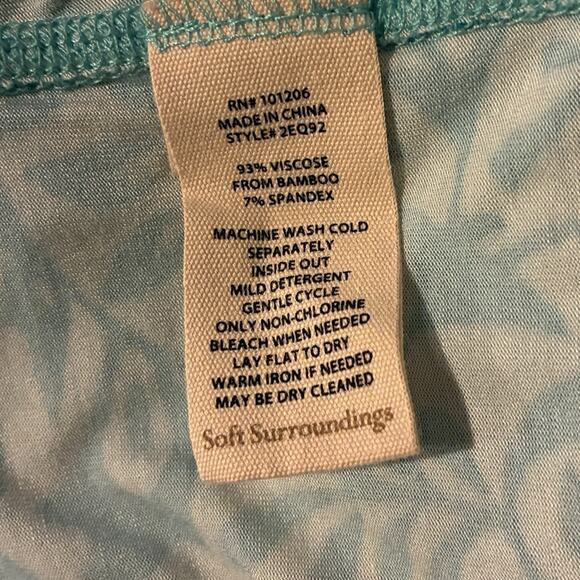 RN# 101206
MADE IN CHINA
STYLE# 2EQ92
93% VISCOSE
FROM BAMBOO
7% SPANDEX
MACHINE WASH COLD
SEPARATELY
INSIDE OUT
MILD DETERGENT
GENTLE CYCLE
ONLY NON-CHLORINE
BLEACH WHEN NEEDED
LAY FLAT TO DRY
WARM IRON IF NEEDED
MAY BE DRY CLEANED
Soft Surroundings